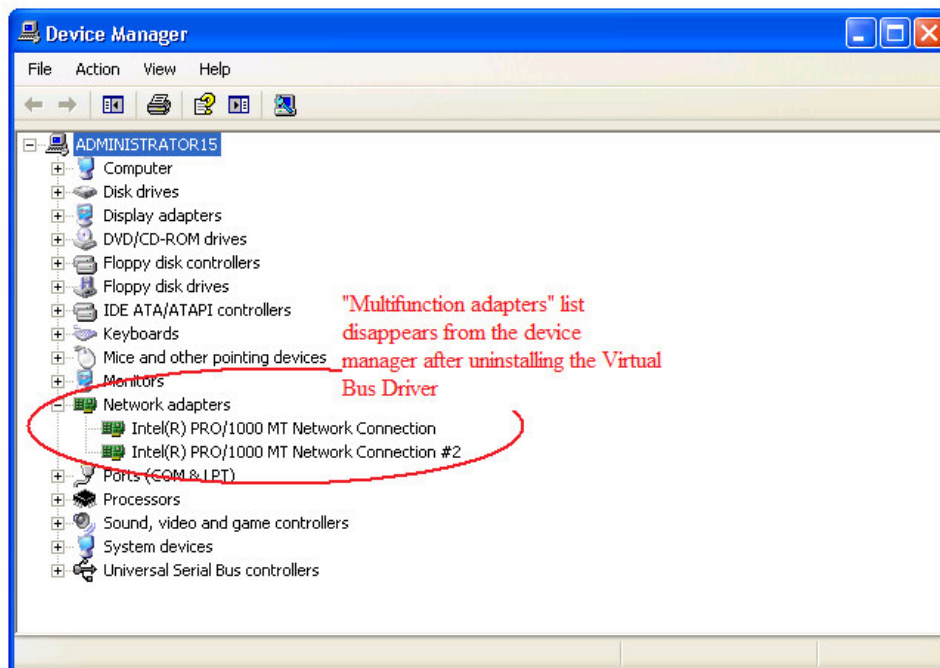 Device Manager
File Action View Help
ADMINISTRATOR15
Computer
Disk drives
Display adapters
DVD/CD-ROM drives
Floppy disk controllers
Floppy disk drives
IDE ATA/ATAPI controllers
Keyboards
Mice and other pointing devices
Monitors
Network adapters
Intel(R) PRO/1000 MT Network Connection
Intel(R) PRO/1000 MT Network Connection #2
Ports (COM & LPT)
Processors
Sound, video and game controllers
System devices
Universal Serial Bus controllers
"Multifunction adapters" list
disappears from the device
manager after uninstalling the Virtual
Bus Driver